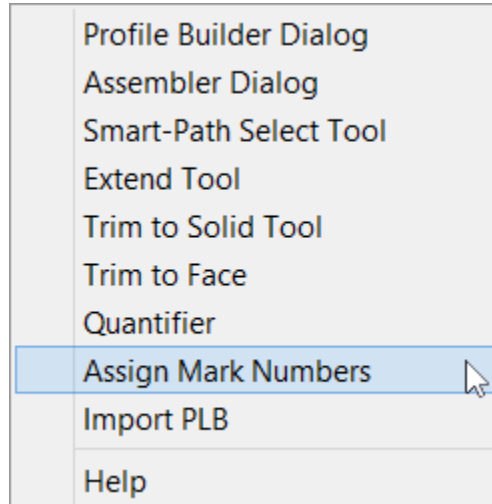 Profile Builder Dialog
Assembler Dialog
Smart-Path Select Tool
Extend Tool
Trim to Solid Tool
Trim to Face
Quantifier
Assign Mark Numbers
Import PLB
Help